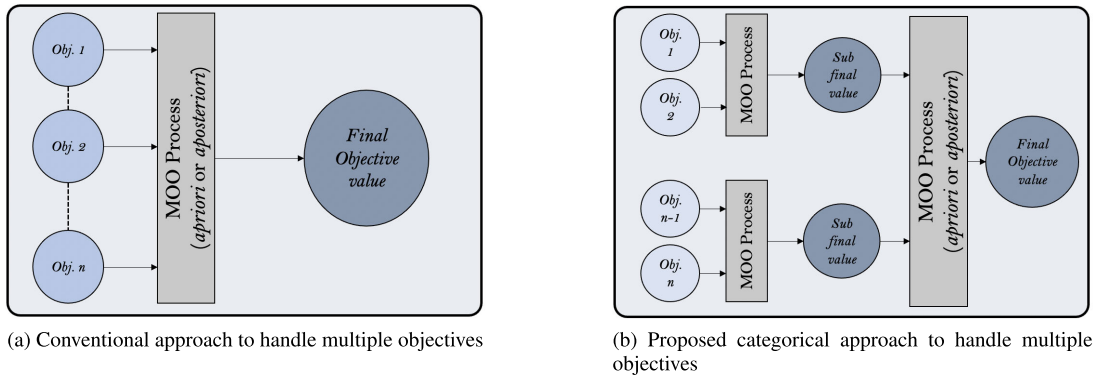 Obj. 1
Obj. 2
Obj. n
MOO Process
(apriori or aposteriori)
Final
Objective
value
(a) Conventional approach to handle multiple objectives
Obj.
1
Obj.
2
MOO Process
Sub
final
value
Obj.
n-1
Obj.
n
MOO Process
Sub
final
value
MOO Process
(apriori or aposteriori)
Final
Objective
value
(b) Proposed categorical approach to handle multiple
objectives